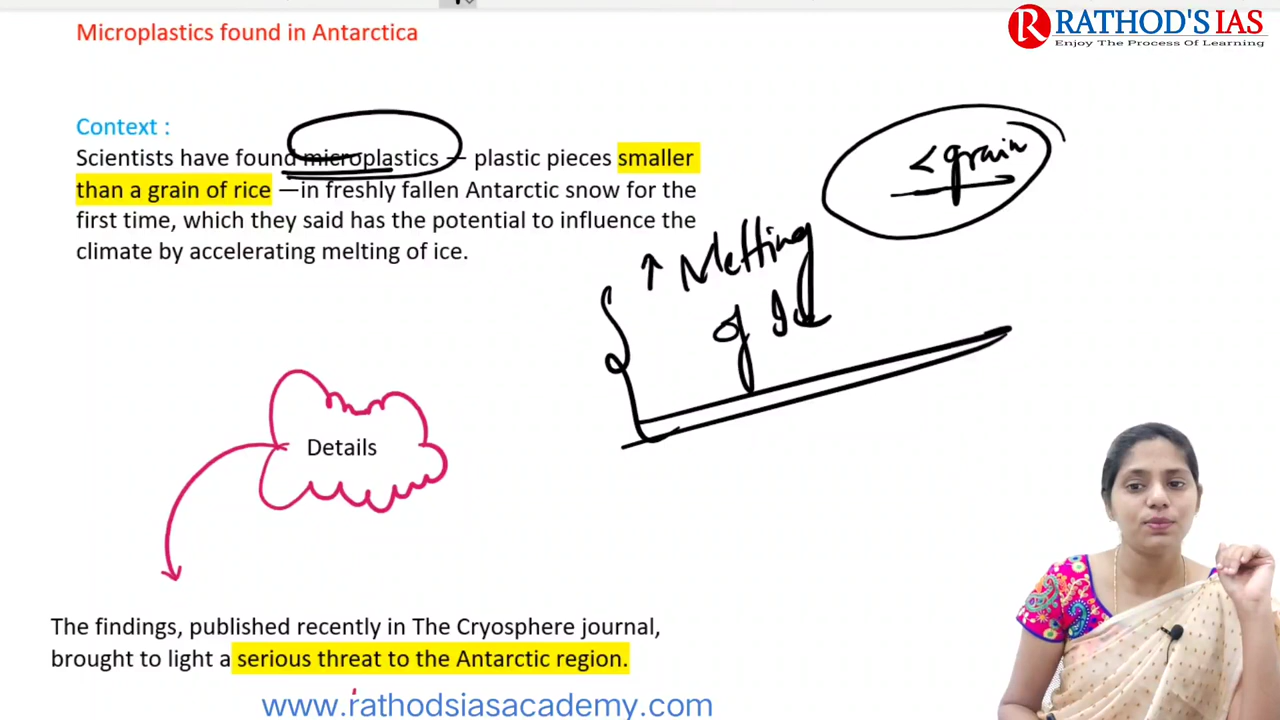 Microplastics found in Antarctica
R RATHOD'S IAS
Enjoy The Process Of Learning
Context :
Scientists have found microplastics — plastic pieces smaller
than a grain of rice —in freshly fallen Antarctic snow for the
first time, which they said has the potential to influence the
climate by accelerating melting of ice.
< grain
↑ Melting
of Ice
Details
The findings, published recently in The Cryosphere journal,
brought to light a serious threat to the Antarctic region.
www.rathodsiasacademy.com